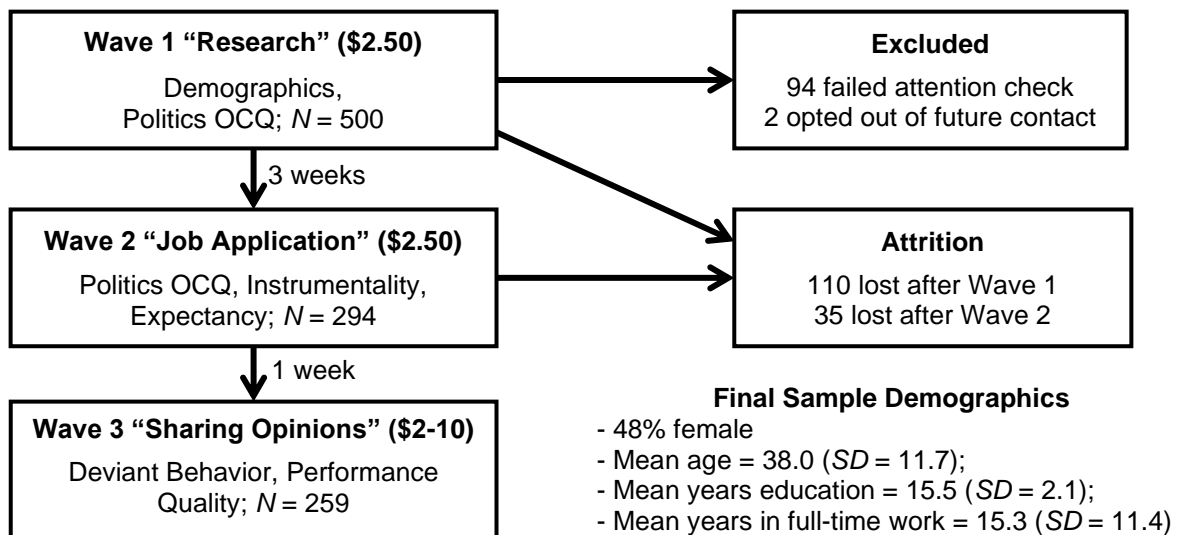 Wave 1 “Research” ($2.50)
Demographics,
Politics OCQ; N = 500
Excluded
94 failed attention check
2 opted out of future contact
3 weeks
Wave 2 “Job Application” ($2.50)
Politics OCQ, Instrumentality,
Expectancy; N = 294
Attrition
110 lost after Wave 1
35 lost after Wave 2
1 week
Wave 3 “Sharing Opinions” ($2-10)
Deviant Behavior, Performance
Quality; N = 259
Final Sample Demographics
- 48% female
- Mean age = 38.0 (SD = 11.7);
- Mean years education = 15.5 (SD = 2.1);
- Mean years in full-time work = 15.3 (SD = 11.4)